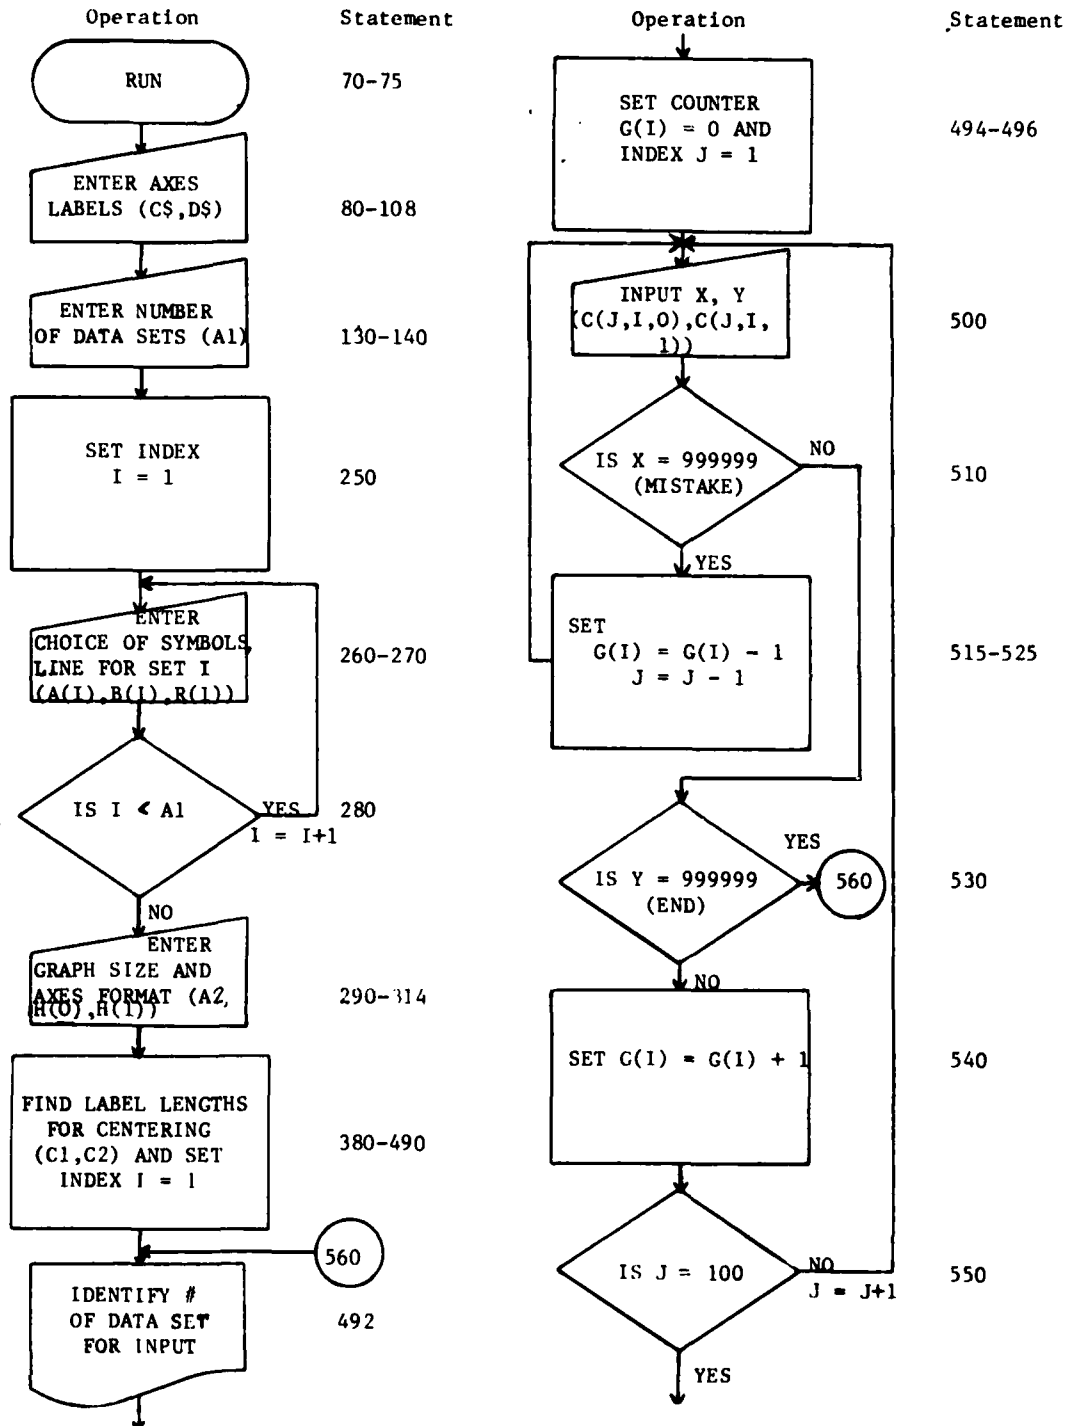 Operation Statement
RUN 70-75
ENTER AXES
LABELS (C$,D$) 80-108
ENTER NUMBER
OF DATA SETS (A1) 130-140
SET INDEX
I = 1 250
ENTER
CHOICE OF SYMBOLS,
LINE FOR SET I 260-270
(A(I),B(I),R(1))
IS I < A1 YES 280
I = I+1
NO
ENTER
GRAPH SIZE AND
AXES FORMAT (A2, 290-314
H(0),H(1))
FIND LABEL LENGTHS
FOR CENTERING
(C1,C2) AND SET 380-490
INDEX I = 1
560
IDENTIFY #
OF DATA SET 492
FOR INPUT
Operation Statement
SET COUNTER
G(I) = 0 AND 494-496
INDEX J = 1
INPUT X, Y
(C(J,I,0),C(J,I, 500
1))
NO
IS X = 999999 510
(MISTAKE)
YES
SET
G(I) = G(I) - 1 515-525
J = J - 1
YES
IS Y = 999999 560 530
(END)
NO
SET G(I) = G(I) + 1 540
IS J = 100 NO 550
J = J+1
YES